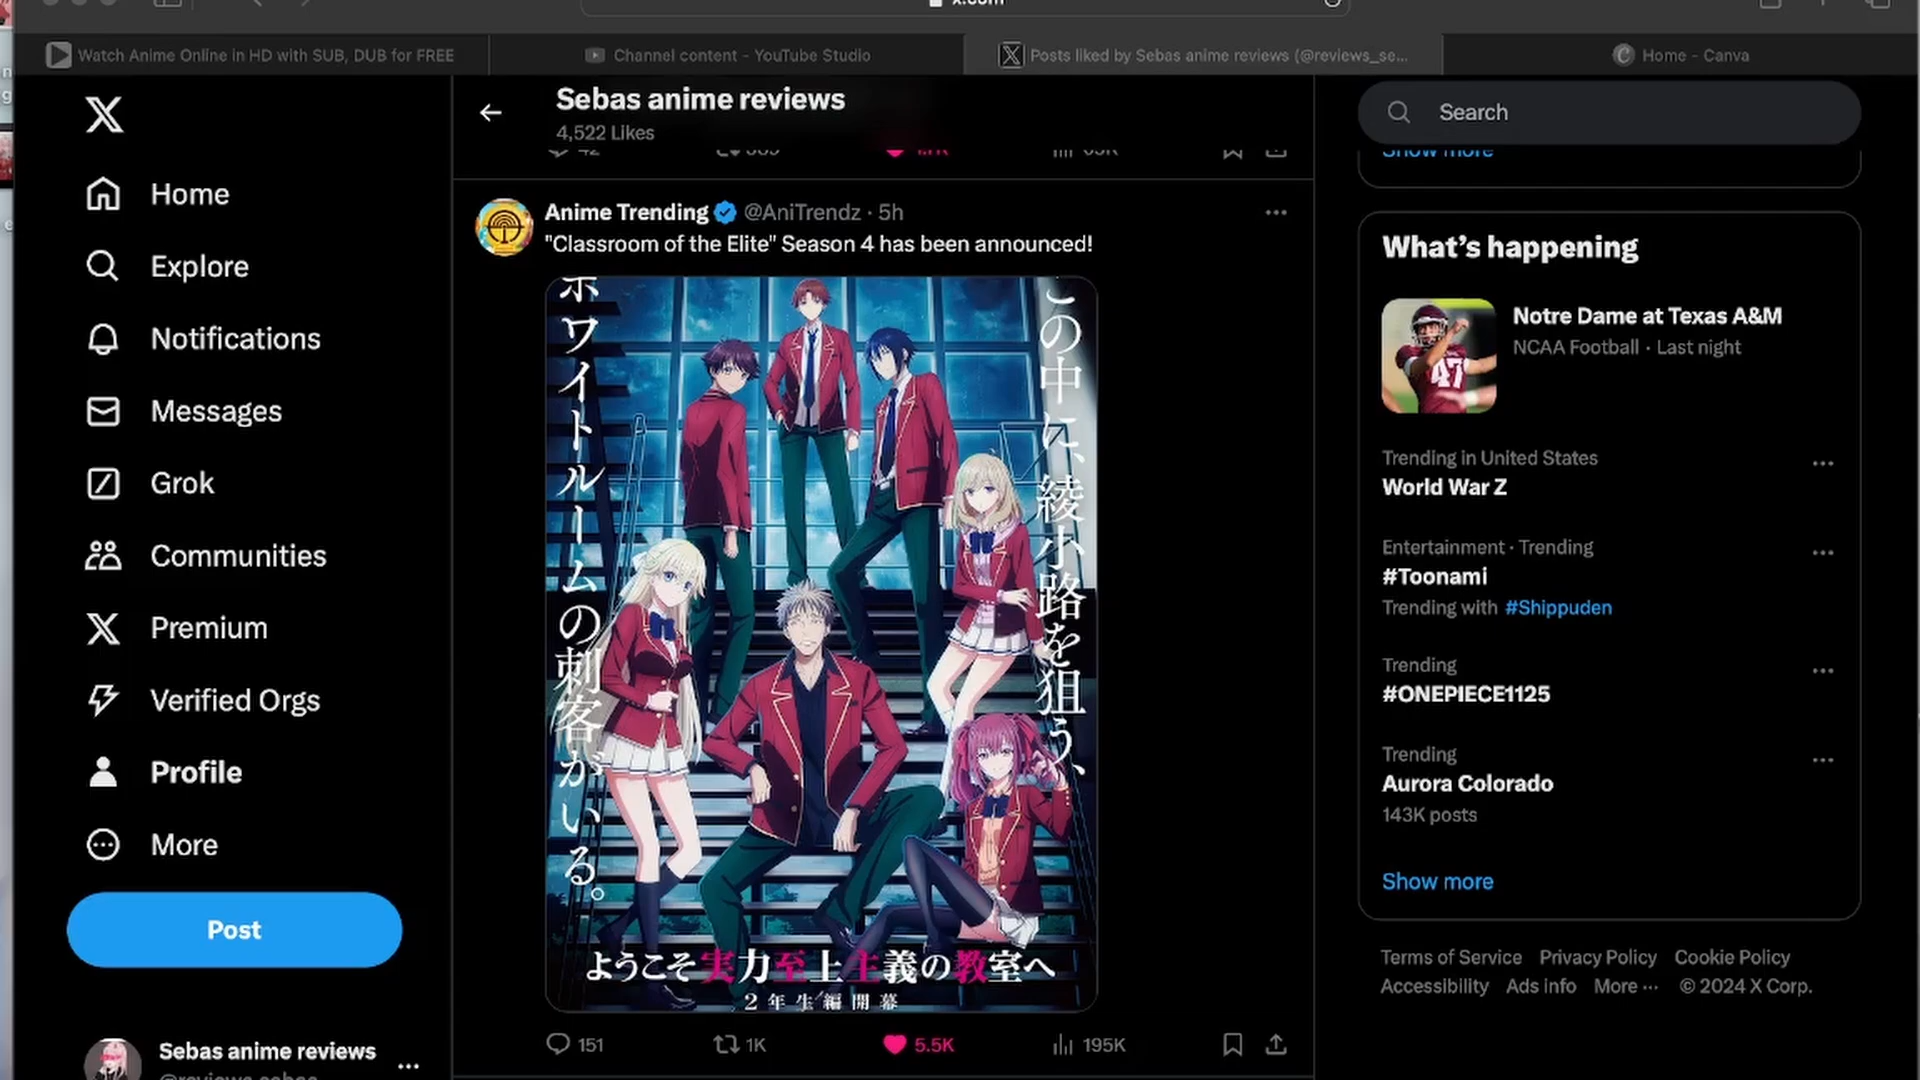 x.com
Watch Anime Online in HD with SUB, DUB for FREE
Channel content - YouTube Studio
Posts liked by Sebas anime reviews (@reviews_se...
Home - Canva
Home
Explore
Notifications
Messages
Grok
Communities
Premium
Verified Orgs
Profile
More
Post
Sebas anime reviews
Sebas anime reviews
4,522 Likes
Anime Trending @AniTrendz · 5h
"Classroom of the Elite" Season 4 has been announced!
この中に、綾小路を狙う、
ホワイトルームの刺客がいる。
ようこそ実力至上主義の教室へ
2年生編開幕
151
1K
5.5K
195K
Search
Show more
What's happening
Notre Dame at Texas A&M
NCAA Football · Last night
47
Trending in United States
World War Z
Entertainment · Trending
#Toonami
Trending with #Shippuden
Trending
#ONEPIECE1125
Trending
Aurora Colorado
143K posts
Show more
Terms of Service Privacy Policy Cookie Policy
Accessibility Ads info More ··· © 2024 X Corp.